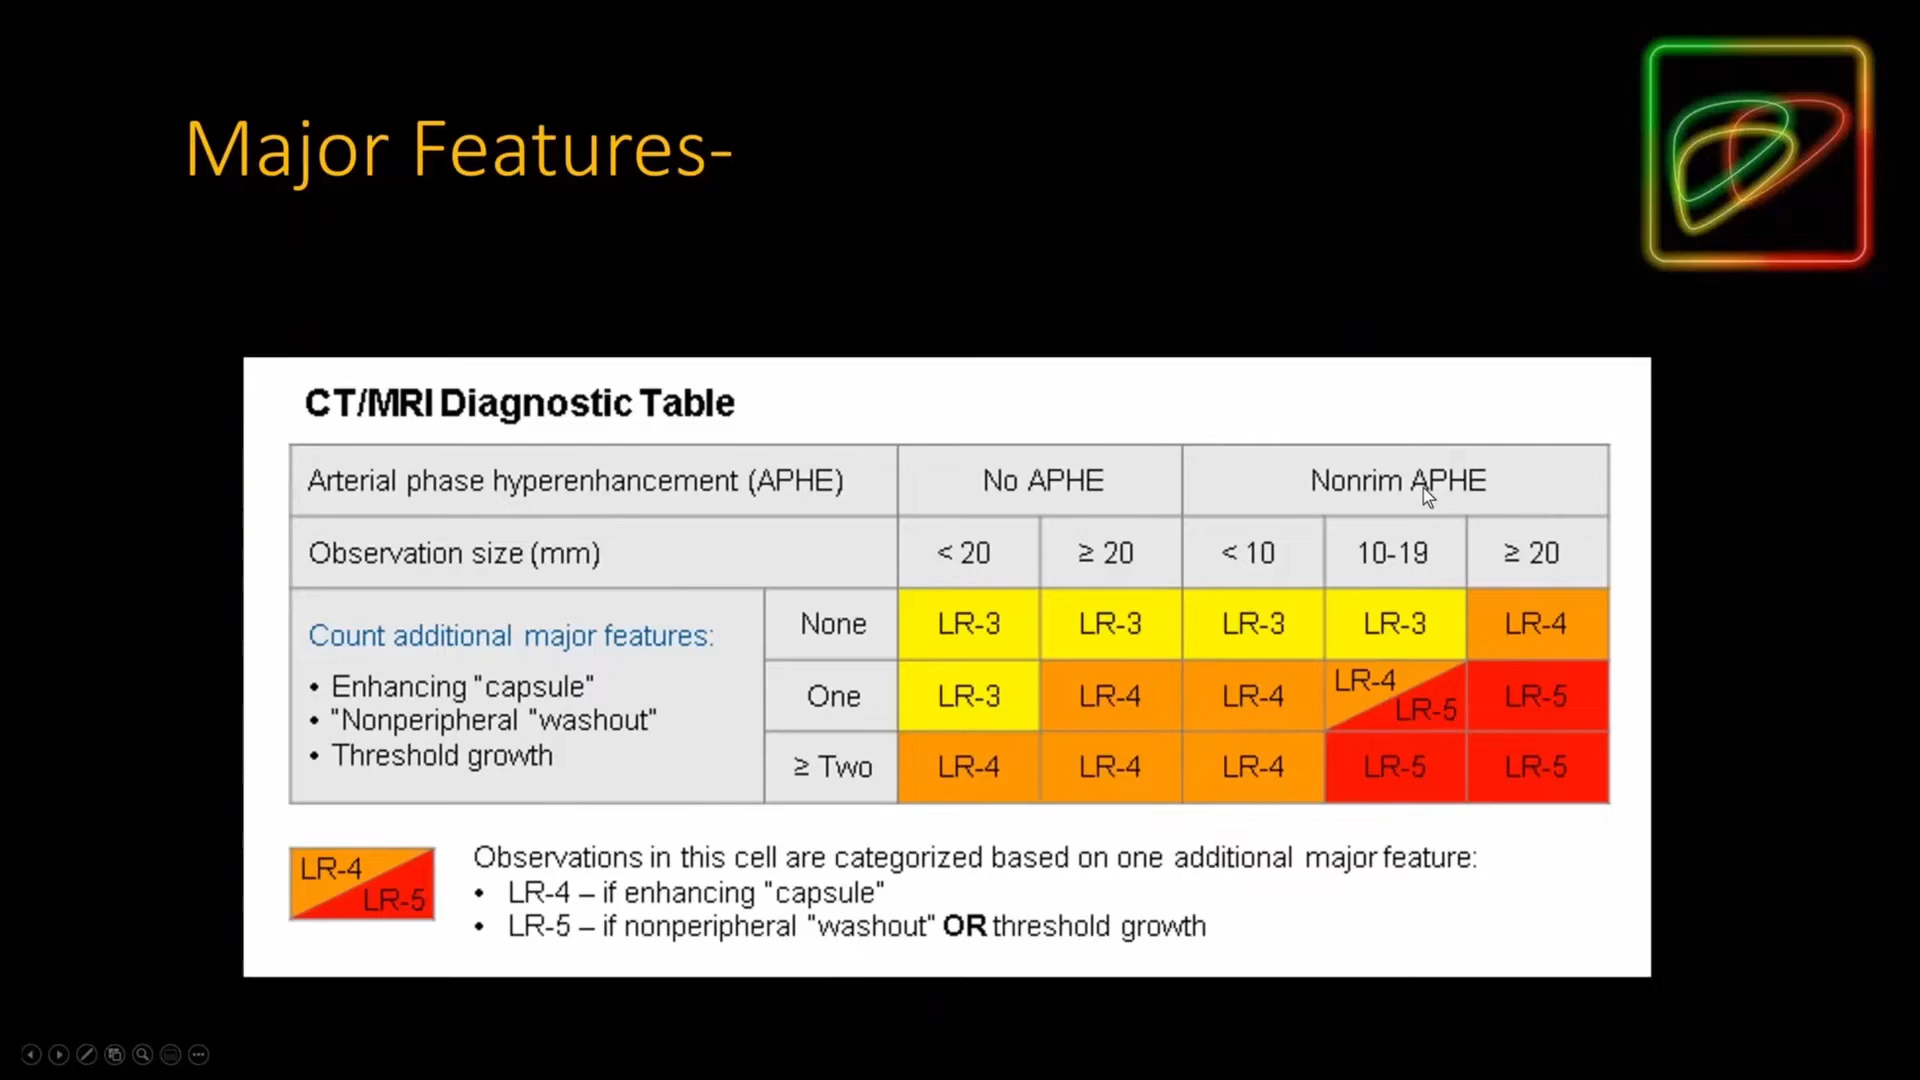 Major Features-
CT/MRI Diagnostic Table
Arterial phase hyperenhancement (APHE) No APHE Nonrim APHE
Observation size (mm) < 20 ≥ 20 < 10 10-19 ≥ 20
Count additional major features:
• Enhancing "capsule"
• "Nonperipheral "washout"
• Threshold growth
None LR-3 LR-3 LR-3 LR-3 LR-4
One LR-3 LR-4 LR-4 LR-4 LR-5 LR-5
≥ Two LR-4 LR-4 LR-4 LR-5 LR-5
LR-4
LR-5
Observations in this cell are categorized based on one additional major feature:
• LR-4 – if enhancing "capsule"
• LR-5 – if nonperipheral "washout" OR threshold growth